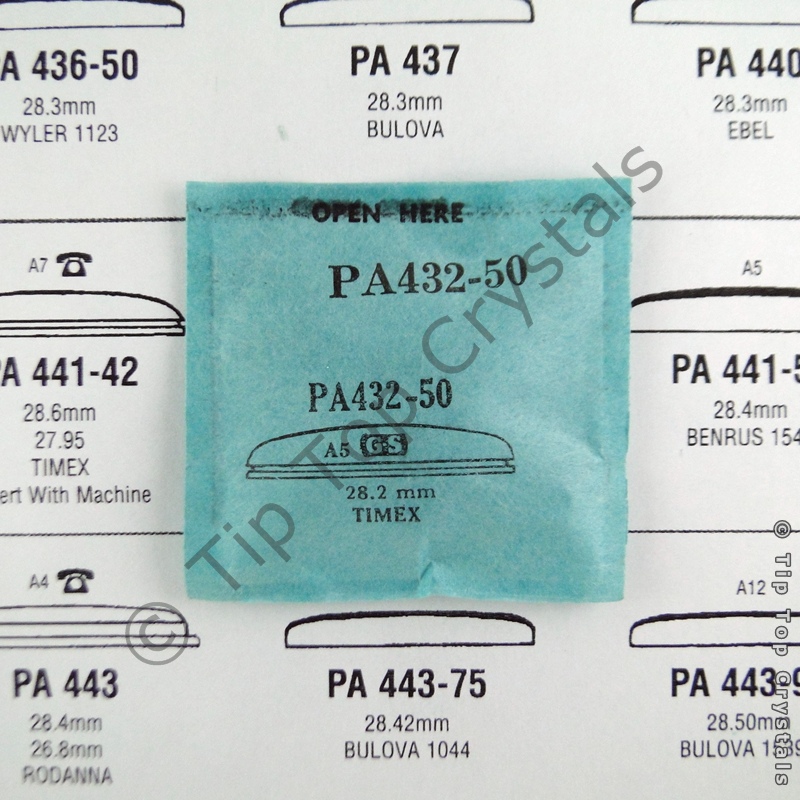 A 436-50
28.3mm
WYLER 1123
PA 437
28.3mm
BULOVA
PA 440
28.3mm
EBEL
OPEN HERE
PA432-50
PA432-50
A5 GS
28.2 mm
TIMEX
A7
A 441-42
28.6mm
27.95
TIMEX
ert With Machine
A5
PA 441-5
28.4mm
BENRUS 154
A4
PA 443
28.4mm
26.8mm
RODANNA
PA 443-75
28.42mm
BULOVA 1044
A12
PA 443-9
28.50mm
BULOVA 1539
© Tip Top Crystals
© Tip Top Crystals